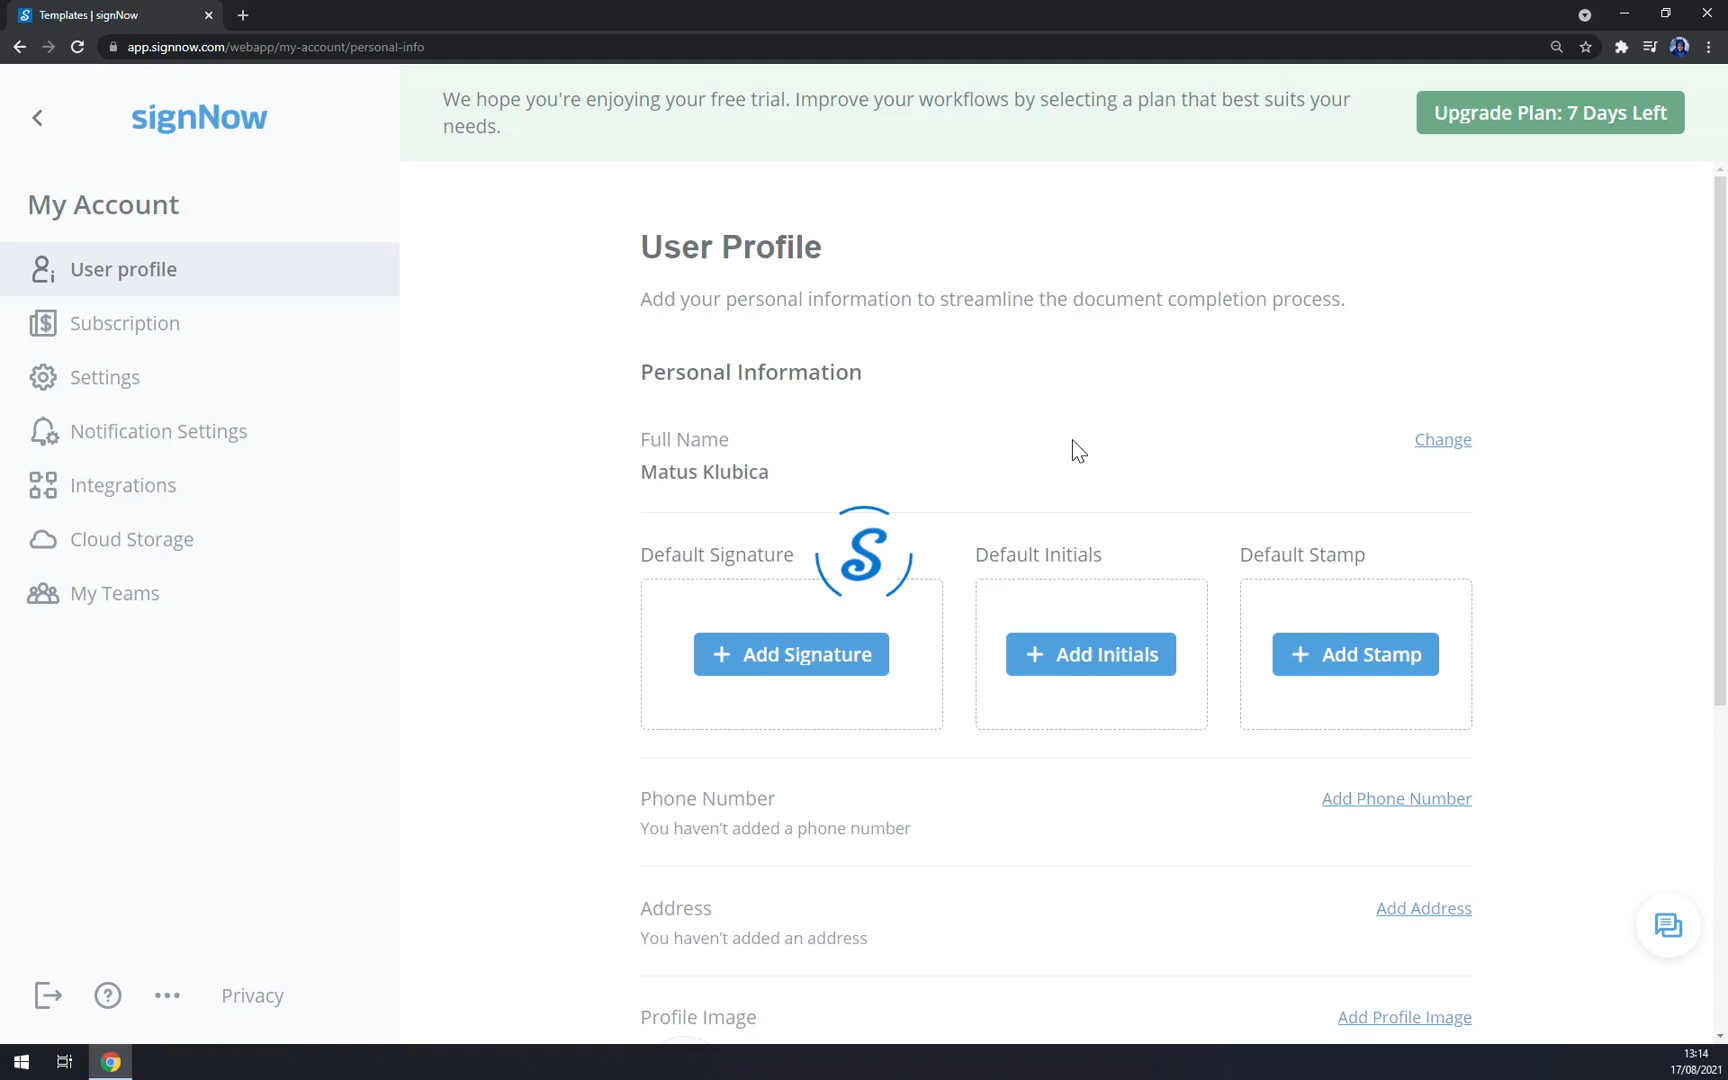 Templates | signNow
app.signnow.com/webapp/my-account/personal-info
signNow
We hope you're enjoying your free trial. Improve your workflows by selecting a plan that best suits your
needs.
Upgrade Plan: 7 Days Left
My Account
User profile
Subscription
Settings
Notification Settings
Integrations
Cloud Storage
My Teams
Privacy
User Profile
Add your personal information to streamline the document completion process.
Personal Information
Full Name
Change
Matus Klubica
Default Signature
Default Initials
Default Stamp
+ Add Signature
+ Add Initials
+ Add Stamp
Phone Number
Add Phone Number
You haven't added a phone number
Address
Add Address
You haven't added an address
Profile Image
Add Profile Image
13:14
17/08/2021